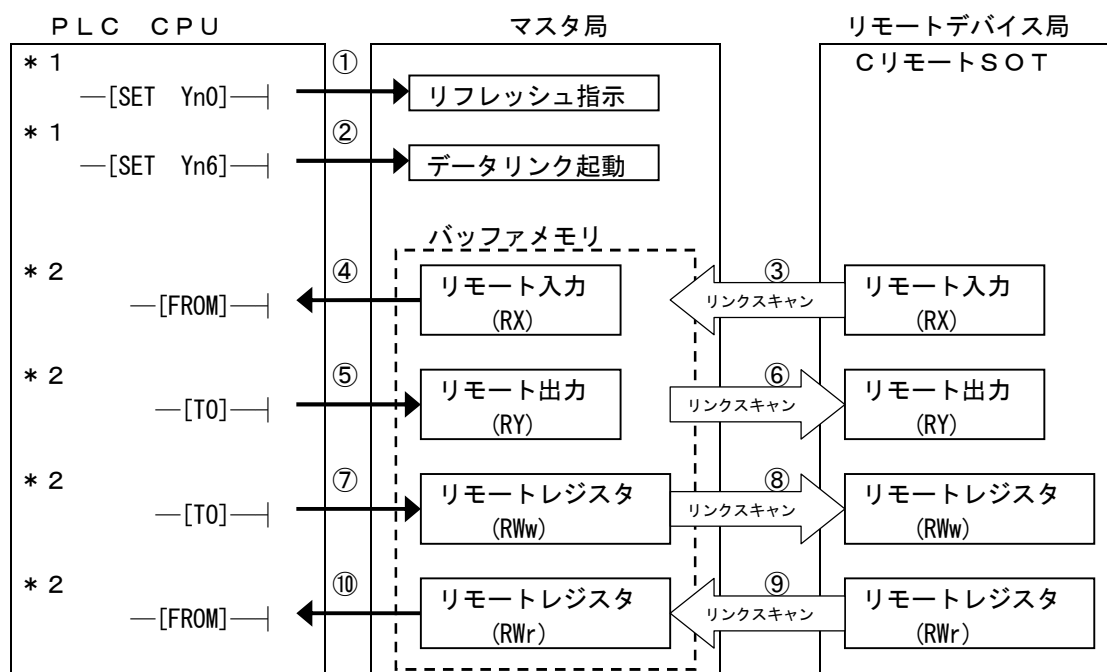 ＰＬＣ　ＣＰＵ
マスタ局
リモートデバイス局
＊１
①
ＣリモートＳＯＴ
[SET Yn0]
リフレッシュ指示
＊１
②
[SET Yn6]
データリンク起動
バッファメモリ
＊２
④
[FROM]
リモート入力
(RX)
③
リンクスキャン
リモート入力
(RX)
＊２
⑤
[TO]
リモート出力
(RY)
⑥
リンクスキャン
リモート出力
(RY)
＊２
⑦
[TO]
リモートレジスタ
(RWw)
⑧
リンクスキャン
リモートレジスタ
(RWw)
＊２
⑩
[FROM]
リモートレジスタ
(RWr)
⑨
リンクスキャン
リモートレジスタ
(RWr)